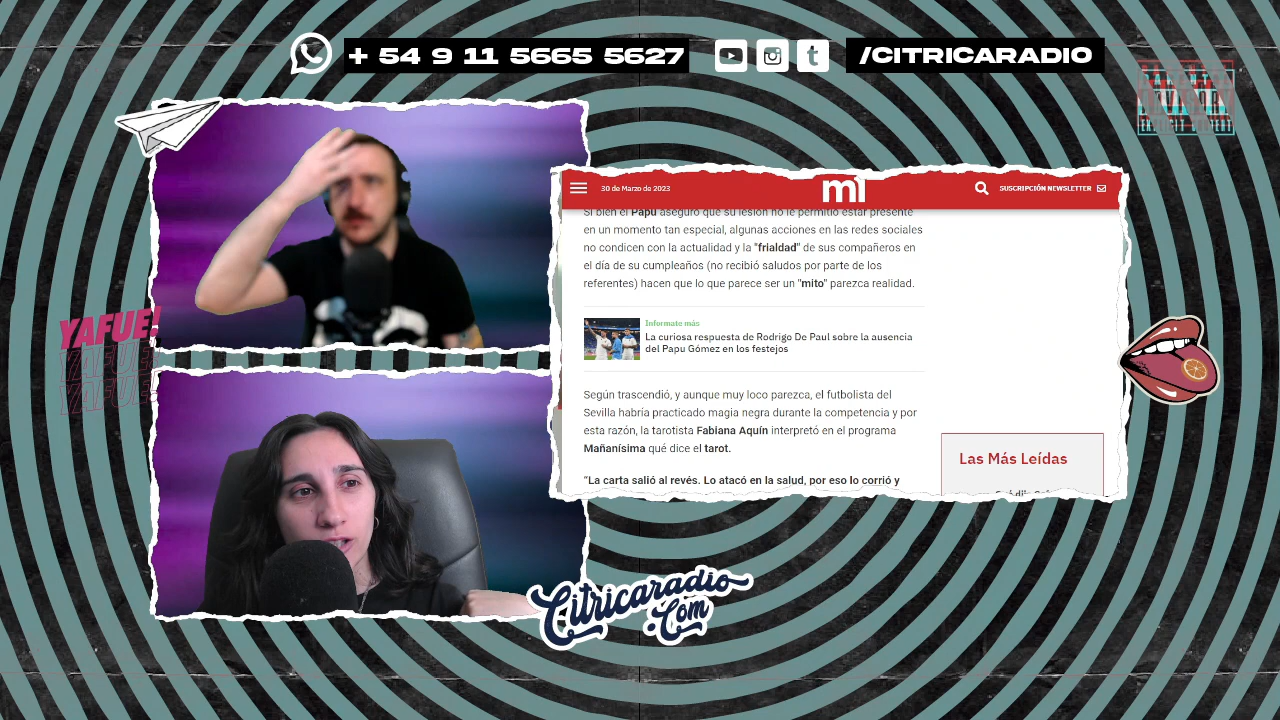 + 54 9 11 5665 5627
/CITRICARADIO
YAFUE!
YAFUE!
YAFUE!
30 de Marzo de 2023
m1
SUSCRIPCIÓN NEWSLETTER
Si bien el Papu aseguró que su lesión no le permitió estar presente
en un momento tan especial, algunas acciones en las redes sociales
no condicen con la actualidad y la "frialdad" de sus compañeros en
el día de su cumpleaños (no recibió saludos por parte de los
referentes) hacen que lo que parece ser un "mito" parezca realidad.
Informate más
La curiosa respuesta de Rodrigo De Paul sobre la ausencia
del Papu Gómez en los festejos
Según trascendió, y aunque muy loco parezca, el futbolista del
Sevilla habría practicado magia negra durante la competencia y por
esta razón, la tarotista Fabiana Aquín interpretó en el programa
Mañanísima qué dice el tarot.
"La carta salió al revés. Lo atacó en la salud, por eso lo corrió y
Las Más Leídas
Citricaradio
.Com